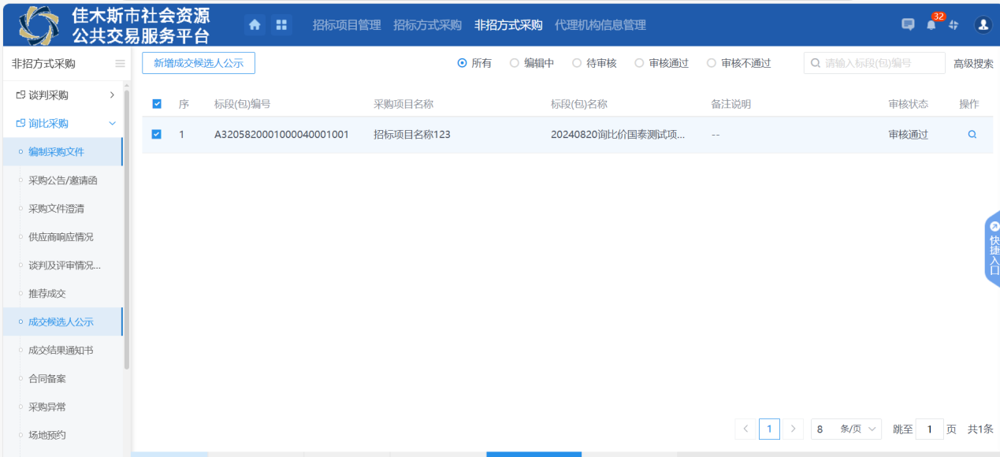 佳木斯市社会资源
公共交易服务平台
招标项目管理 招标方式采购 非招方式采购 代理机构信息管理
32
非招方式采购
新增成交候选人公示
所有 编辑中 待审核 审核通过 审核不通过
请输入标段(包)编号
高级搜索
谈判采购
询比采购
编制采购文件
采购公告/邀请函
采购文件澄清
供应商响应情况
谈判及评审情况...
推荐成交
成交候选人公示
成交结果通知书
合同备案
采购异常
场地预约
序 标段(包)编号 采购项目名称 标段(包)名称 备注说明 审核状态 操作
1 A3205820001000040001001 招标项目名称123 20240820询比价国泰测试项... -- 审核通过
快捷入口
1 8 条/页 跳至 1 页 共1条